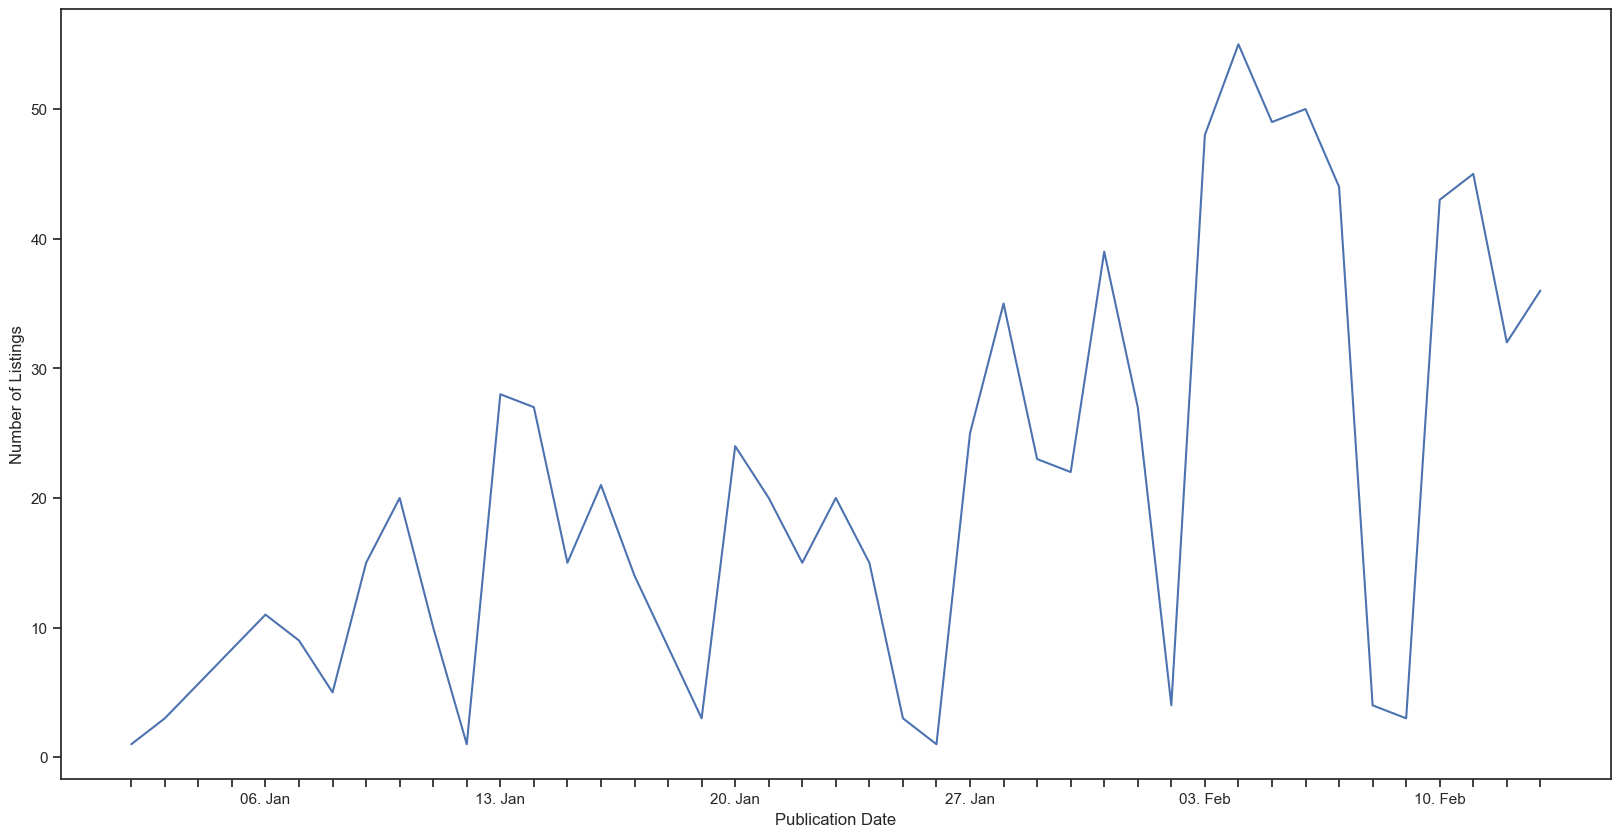 Number of Listings
50
40
30
20
10
0
06. Jan
13. Jan
20. Jan
27. Jan
03. Feb
10. Feb
Publication Date